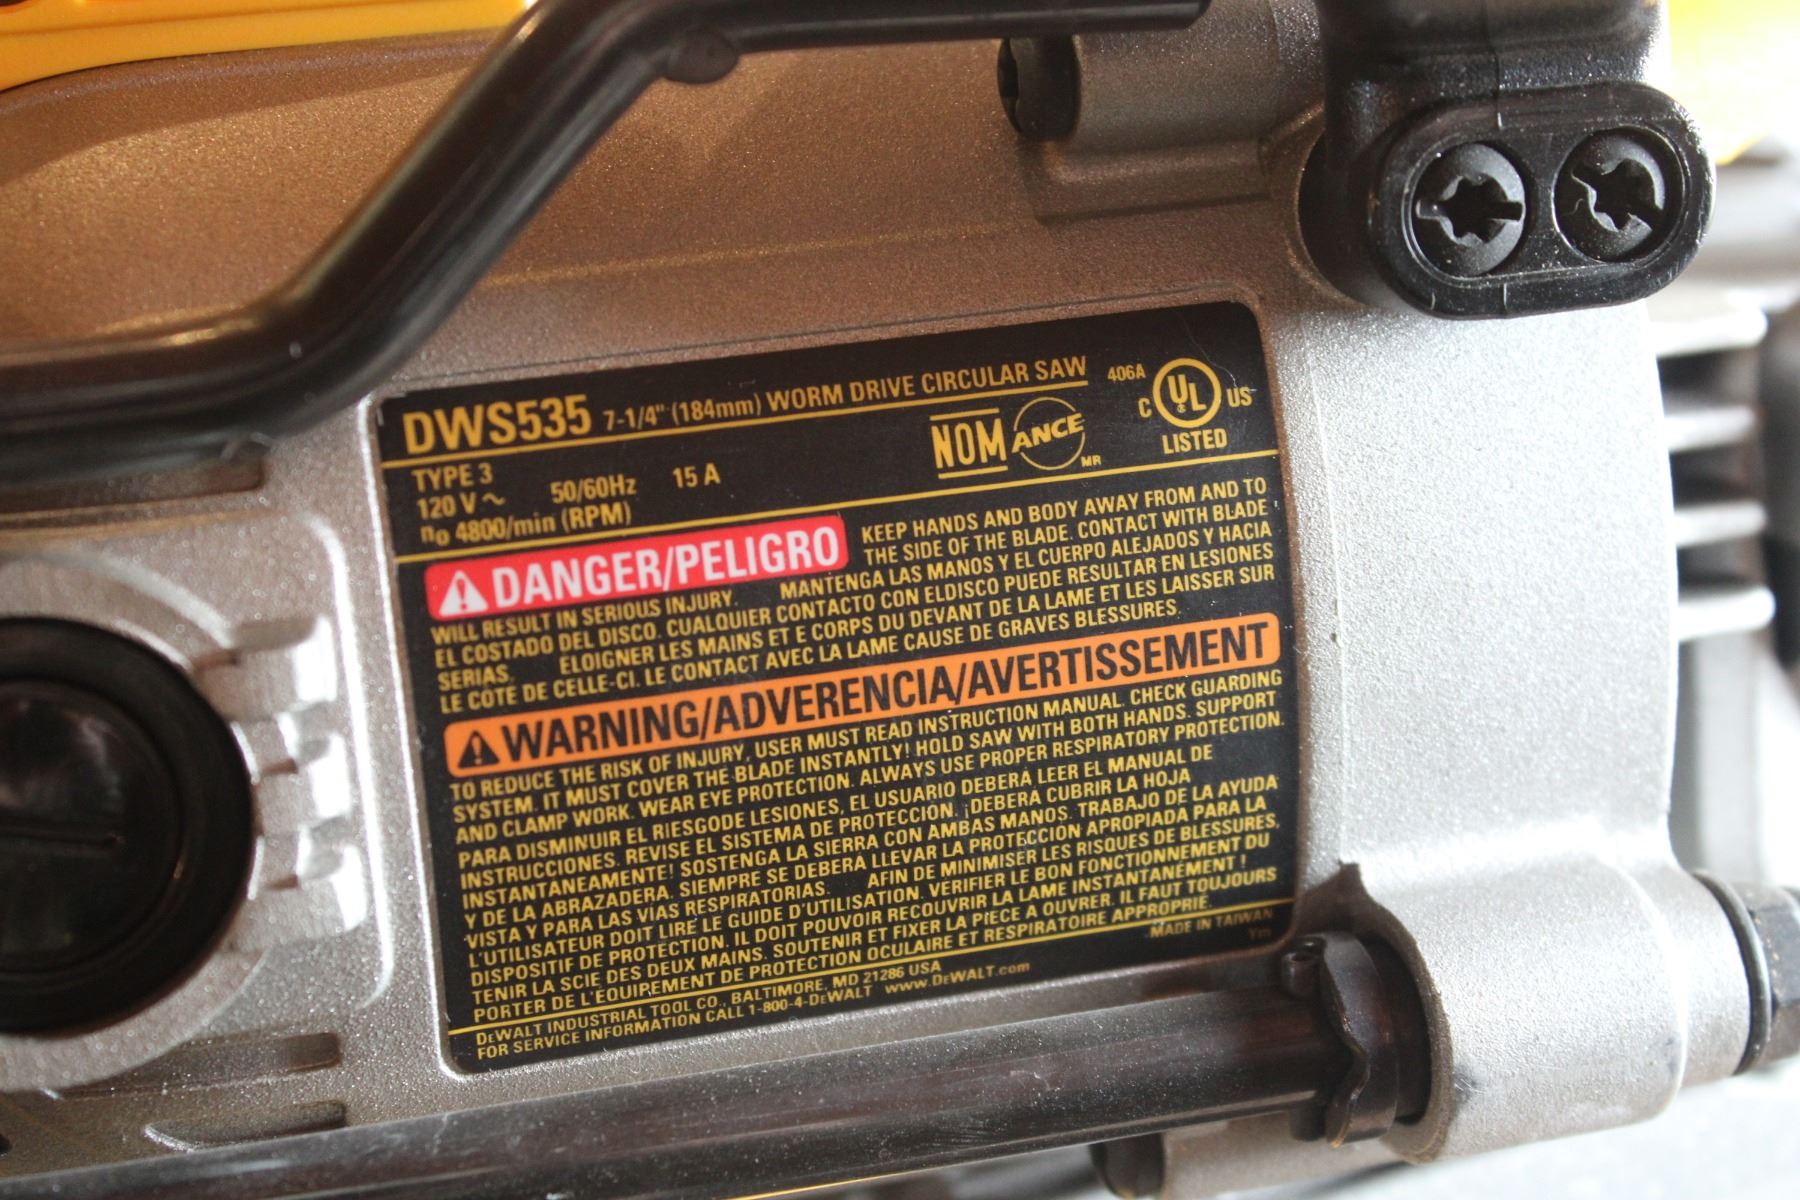 DWS535 7-1/4" (184mm) WORM DRIVE CIRCULAR SAW
406A
C UL US
LISTED
NOM ANCE MR
TYPE 3
120 V ~ 50/60Hz 15 A
no 4800/min (RPM)
DANGER/PELIGRO
KEEP HANDS AND BODY AWAY FROM AND TO
THE SIDE OF THE BLADE. CONTACT WITH BLADE
WILL RESULT IN SERIOUS INJURY. MANTENGA LAS MANOS Y EL CUERPO ALEJADOS Y HACIA
EL COSTADO DEL DISCO. CUALQUIER CONTACTO CON ELDISCO PUEDE RESULTAR EN LESIONES
SERIAS. ELOIGNER LES MAINS ET E CORPS DU DEVANT DE LA LAME ET LES LAISSER SUR
LE CÔTE DE CELLE-CI. LE CONTACT AVEC LA LAME CAUSE DE GRAVES BLESSURES.
WARNING/ADVERENCIA/AVERTISSEMENT
TO REDUCE THE RISK OF INJURY, USER MUST READ INSTRUCTION MANUAL. CHECK GUARDING
SYSTEM. IT MUST COVER THE BLADE INSTANTLY! HOLD SAW WITH BOTH HANDS. SUPPORT
AND CLAMP WORK. WEAR EYE PROTECTION. ALWAYS USE PROPER RESPIRATORY PROTECTION.
PARA DISMINUIR EL RIESGODE LESIONES, EL USUARIO DEBERÁ LEER EL MANUAL DE
INSTRUCCIONES. REVISE EL SISTEMA DE PROTECCIÓN. ¡DEBERÁ CUBRIR LA HOJA
INSTANTANEAMENTE! SOSTENGA LA SIERRA CON AMBAS MANOS. TRABAJO DE LA AYUDA
Y DE LA ABRAZADERA. SIEMPRE SE DEBERÁ LLEVAR LA PROTECCIÓN APROPIADA PARA LA
VISTA Y PARA LAS VÍAS RESPIRATORIAS. AFIN DE MINIMISER LES RISQUES DE BLESSURES,
L'UTILISATEUR DOIT LIRE LE GUIDE D'UTILISATION. VERIFIER LE BON FONCTIONNEMENT DU
DISPOSITIF DE PROTECTION. IL DOIT POUVOIR RECOUVRIR LA LAME INSTANTANEMENT !
TENIR LA SCIE DES DEUX MAINS. SOUTENIR ET FIXER LA PIECE A OUVRER. IL FAUT TOUJOURS
PORTER DE L'ÉQUIPEMENT DE PROTECTION OCULAIRE ET RESPIRATOIRE APPROPRIE.
DEWALT INDUSTRIAL TOOL CO., BALTIMORE, MD 21286 USA
FOR SERVICE INFORMATION CALL 1-800-4-DEWALT www.DEWALT.com
MADE IN TAIWAN
Ym